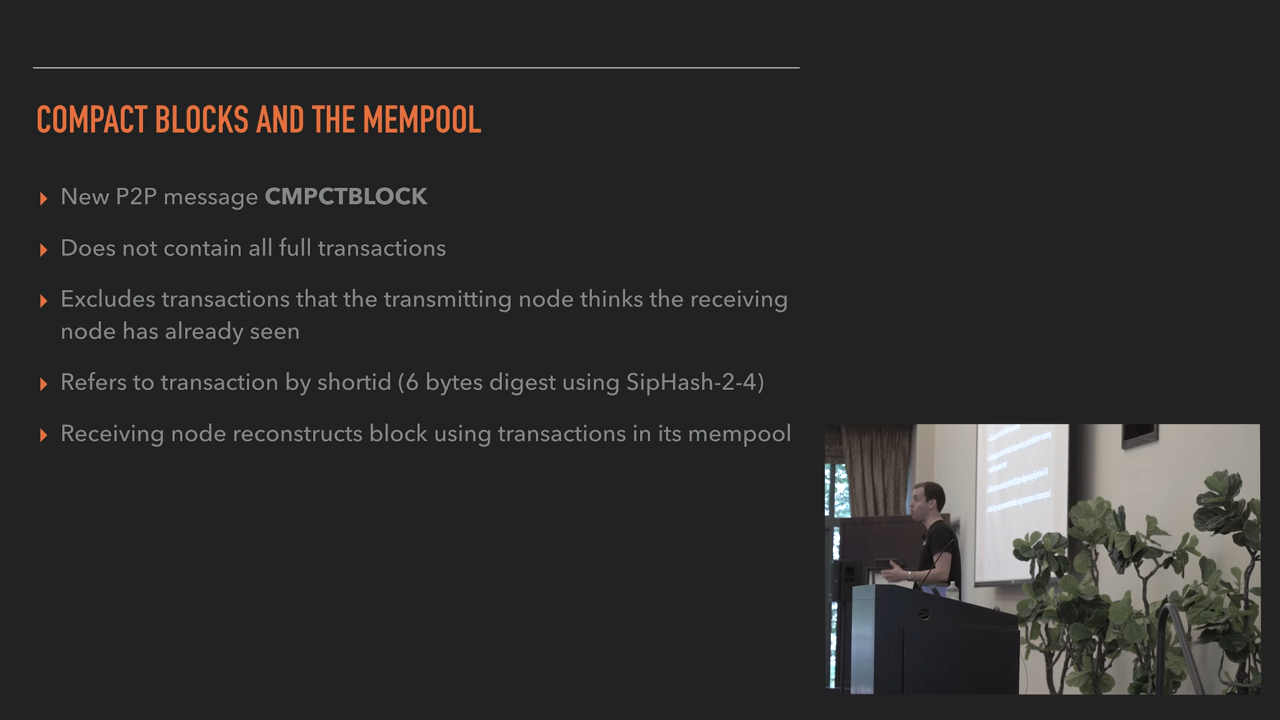 COMPACT BLOCKS AND THE MEMPOOL
New P2P message CMPCTBLOCK
Does not contain all full transactions
Excludes transactions that the transmitting node thinks the receiving
node has already seen
Refers to transaction by shortid (6 bytes digest using SipHash-2-4)
Receiving node reconstructs block using transactions in its mempool